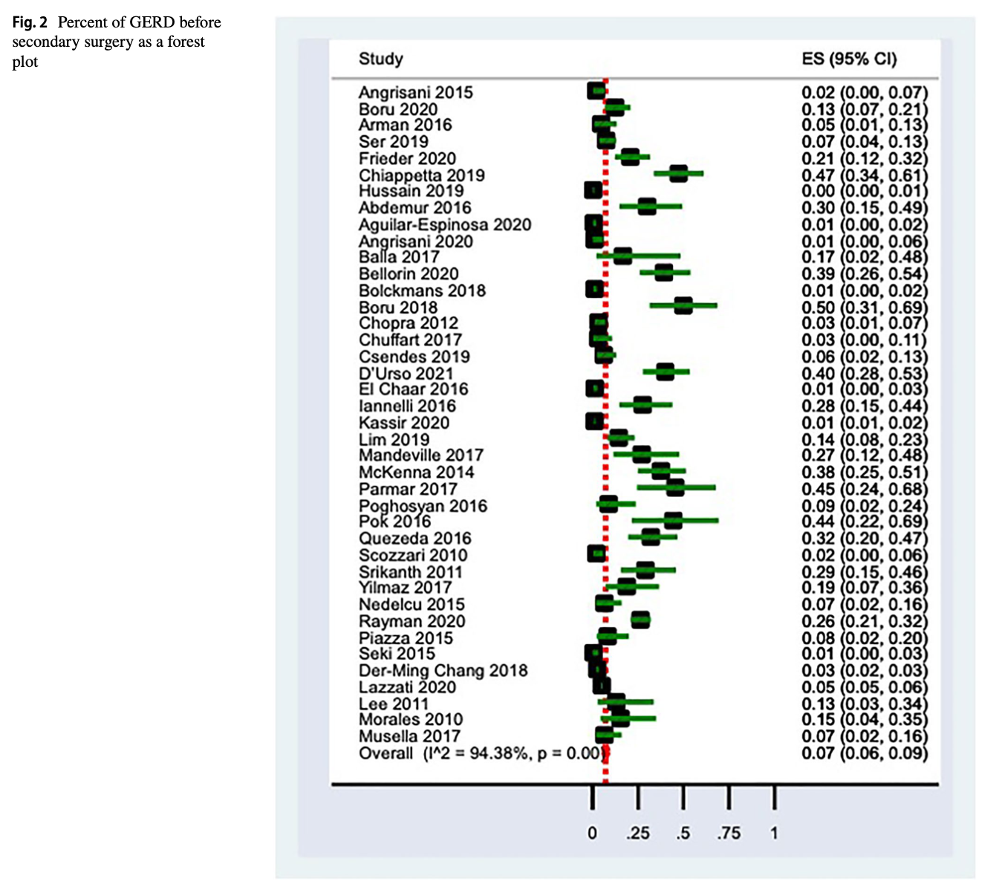 Fig. 2 Percent of GERD before
secondary surgery as a forest
plot
Study ES (95% CI)
Angrisani 2015 0.02 (0.00, 0.07)
Boru 2020 0.13 (0.07, 0.21)
Arman 2016 0.05 (0.01, 0.13)
Ser 2019 0.07 (0.04, 0.13)
Frieder 2020 0.21 (0.12, 0.32)
Chiappetta 2019 0.47 (0.34, 0.61)
Hussain 2019 0.00 (0.00, 0.01)
Abdemur 2016 0.30 (0.15, 0.49)
Aguilar-Espinosa 2020 0.01 (0.00, 0.02)
Angrisani 2020 0.01 (0.00, 0.06)
Balla 2017 0.17 (0.02, 0.48)
Bellorin 2020 0.39 (0.26, 0.54)
Bolckmans 2018 0.01 (0.00, 0.02)
Boru 2018 0.50 (0.31, 0.69)
Chopra 2012 0.03 (0.01, 0.07)
Chuffart 2017 0.03 (0.00, 0.11)
Csendes 2019 0.06 (0.02, 0.13)
D'Urso 2021 0.40 (0.28, 0.53)
El Chaar 2016 0.01 (0.00, 0.03)
Iannelli 2016 0.28 (0.15, 0.44)
Kassir 2020 0.01 (0.01, 0.02)
Lim 2019 0.14 (0.08, 0.23)
Mandeville 2017 0.27 (0.12, 0.48)
McKenna 2014 0.38 (0.25, 0.51)
Parmar 2017 0.45 (0.24, 0.68)
Poghosyan 2016 0.09 (0.02, 0.24)
Pok 2016 0.44 (0.22, 0.69)
Quezeda 2016 0.32 (0.20, 0.47)
Scozzari 2010 0.02 (0.00, 0.06)
Srikanth 2011 0.29 (0.15, 0.46)
Yilmaz 2017 0.19 (0.07, 0.36)
Nedelcu 2015 0.07 (0.02, 0.16)
Rayman 2020 0.26 (0.21, 0.32)
Piazza 2015 0.08 (0.02, 0.20)
Seki 2015 0.01 (0.00, 0.03)
Der-Ming Chang 2018 0.03 (0.02, 0.03)
Lazzati 2020 0.05 (0.05, 0.06)
Lee 2011 0.13 (0.03, 0.34)
Morales 2010 0.15 (0.04, 0.35)
Musella 2017 0.07 (0.02, 0.16)
Overall (I^2 = 94.38%, p = 0.00) 0.07 (0.06, 0.09)
0 .25 .5 .75 1